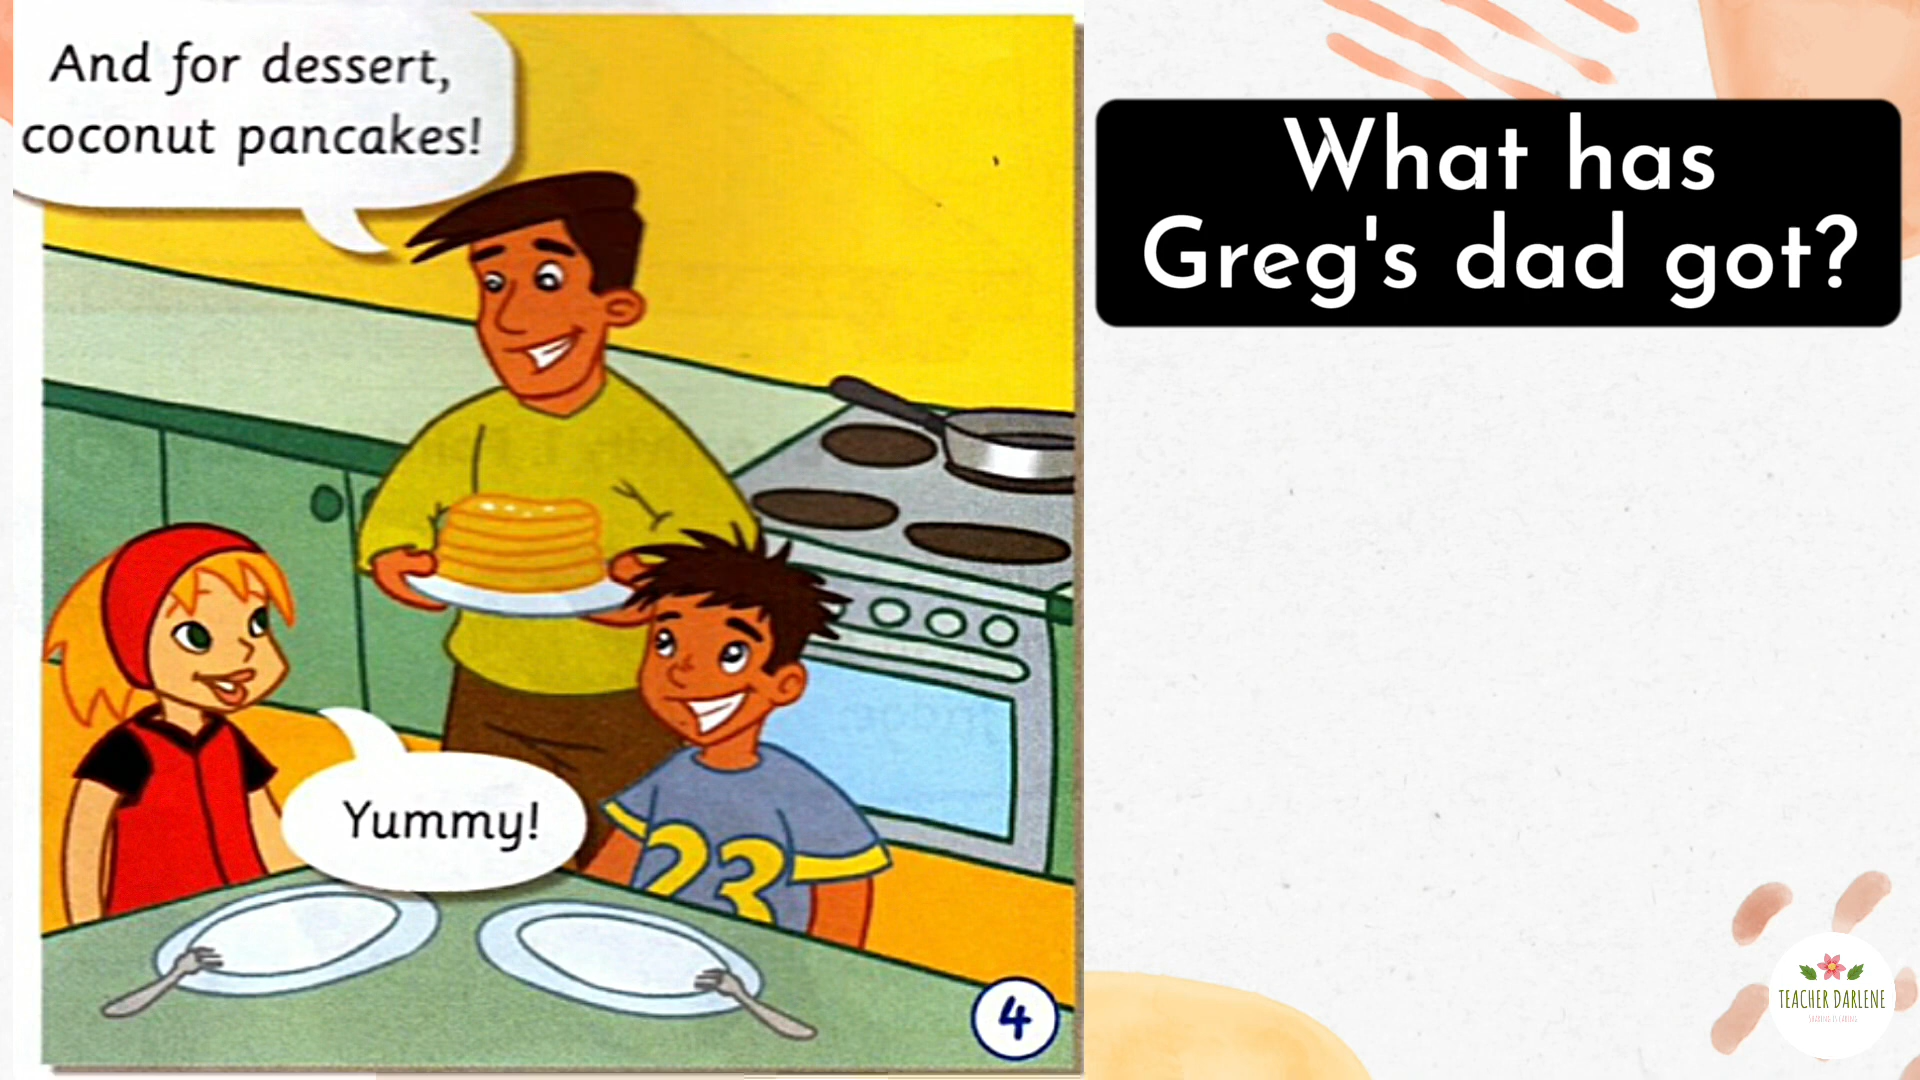 And for dessert,
coconut pancakes!
What has
Greg's dad got?
23
Yummy!
4
TEACHER DARLENE